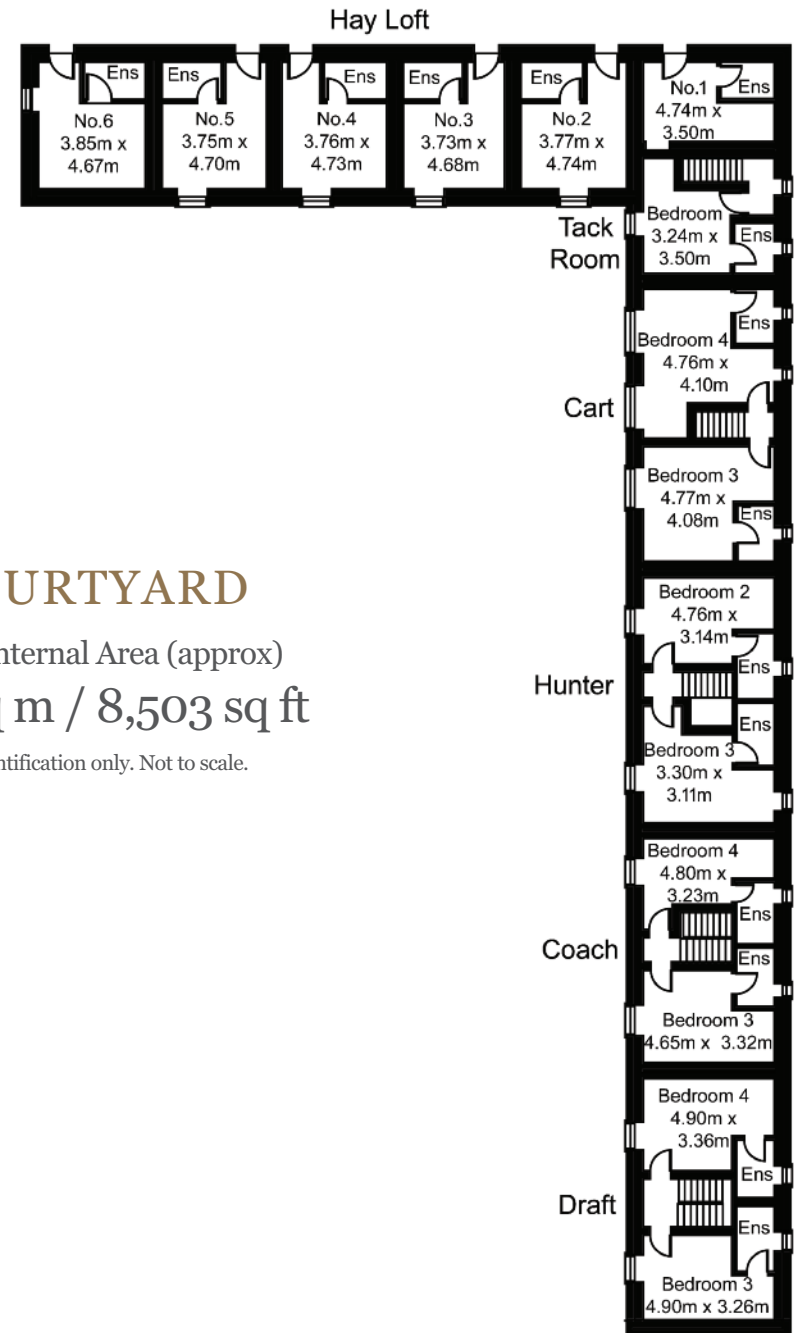 Hay Loft
Ens
No.6
3.85m x
4.67m
Ens
No.5
3.75m x
4.70m
Ens
No.4
3.76m x
4.73m
Ens
No.3
3.73m x
4.68m
Ens
No.2
3.77m x
4.74m
No.1
Ens
4.74m x
3.50m
Tack
Room
Bedroom
3.24m x
Ens
3.50m
Ens
Bedroom 4
4.76m x
4.10m
Cart
Bedroom 3
4.77m x
4.08m
Ens
URTYARD
nternal Area (approx)
q m / 8,503 sq ft
ntification only. Not to scale.
Bedroom 2
4.76m x
3.14m
Ens
Hunter
Ens
Bedroom 3
3.30m x
3.11m
Bedroom 4
4.80m x
3.23m
Ens
Coach
Ens
Bedroom 3
4.65m x 3.32m
Bedroom 4
4.90m x
3.36m
Ens
Draft
Ens
Bedroom 3
4.90m x 3.26m